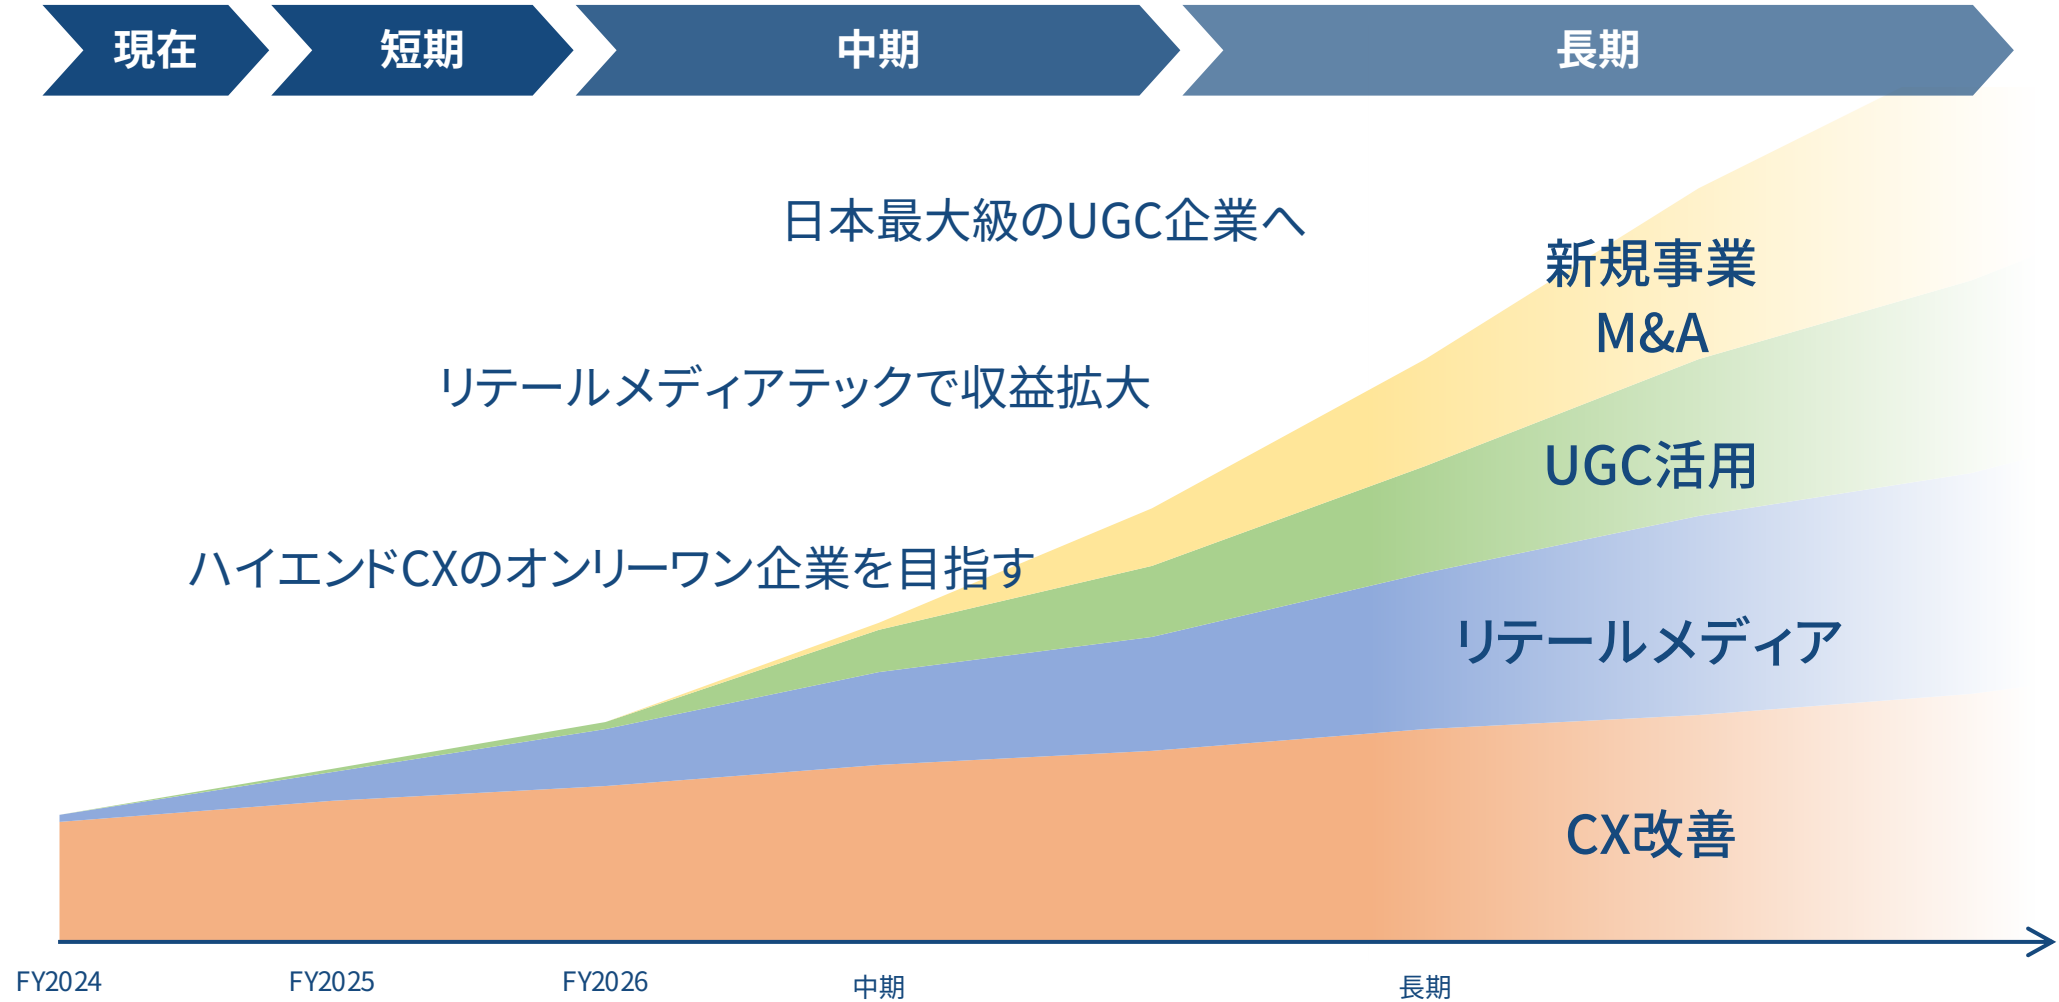 現在
短期
中期
長期
日本最大級のUGC企業へ
新規事業
M&A
リテールメディアテックで収益拡大
UGC活用
ハイエンドCXのオンリーワン企業を目指す
リテールメディア
CX改善
FY2024
FY2025
FY2026
中期
長期